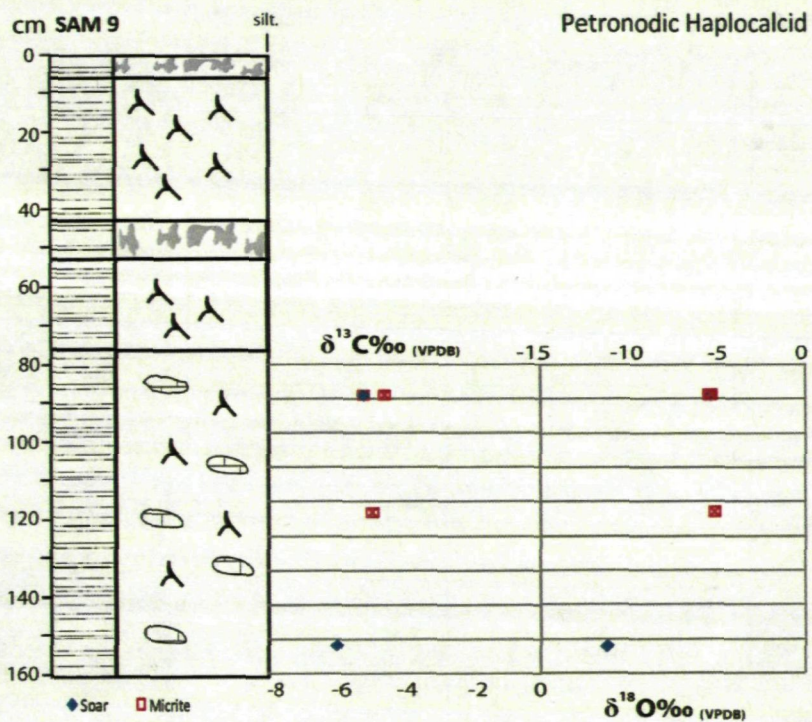 cm SAM 9 silt. Petronodic Haplocalcid
0
20
40
60
80
100
120
140
160
δ¹³C‰ (VPDB) -15 -10 -5 0
-8 -6 -4 -2 0 δ¹⁸O‰ (VPDB)
Soar Micrite